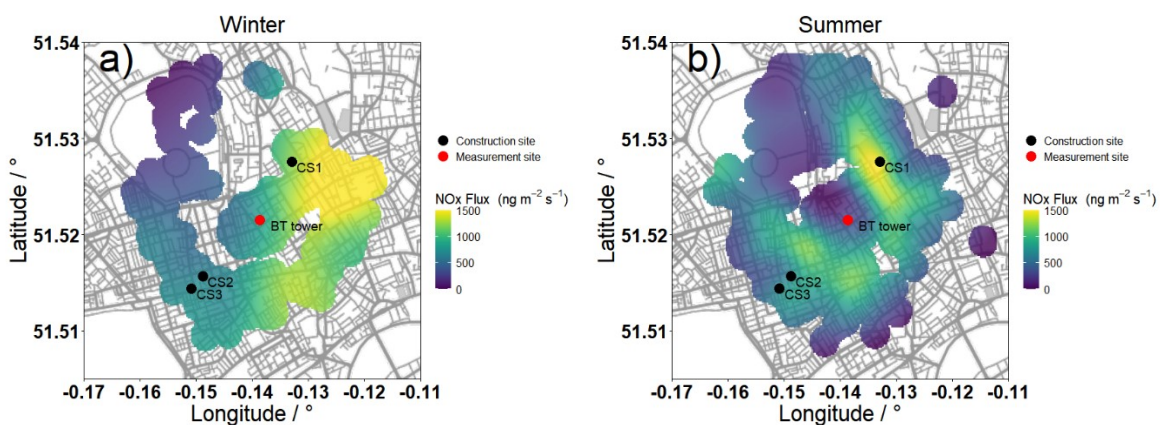 Winter
a)
51.54
51.53
51.52
51.51
Latitude / °
-0.17 -0.16 -0.15 -0.14 -0.13 -0.12 -0.11
Longitude / °
CS1
BT tower
CS2
CS3
Construction site
Measurement site
NOx Flux (ng m⁻² s⁻¹)
1500
1000
500
0
Summer
b)
51.54
51.53
51.52
51.51
Latitude / °
-0.17 -0.16 -0.15 -0.14 -0.13 -0.12 -0.11
Longitude / °
CS1
BT tower
CS2
CS3
Construction site
Measurement site
NOx Flux (ng m⁻² s⁻¹)
1500
1000
500
0